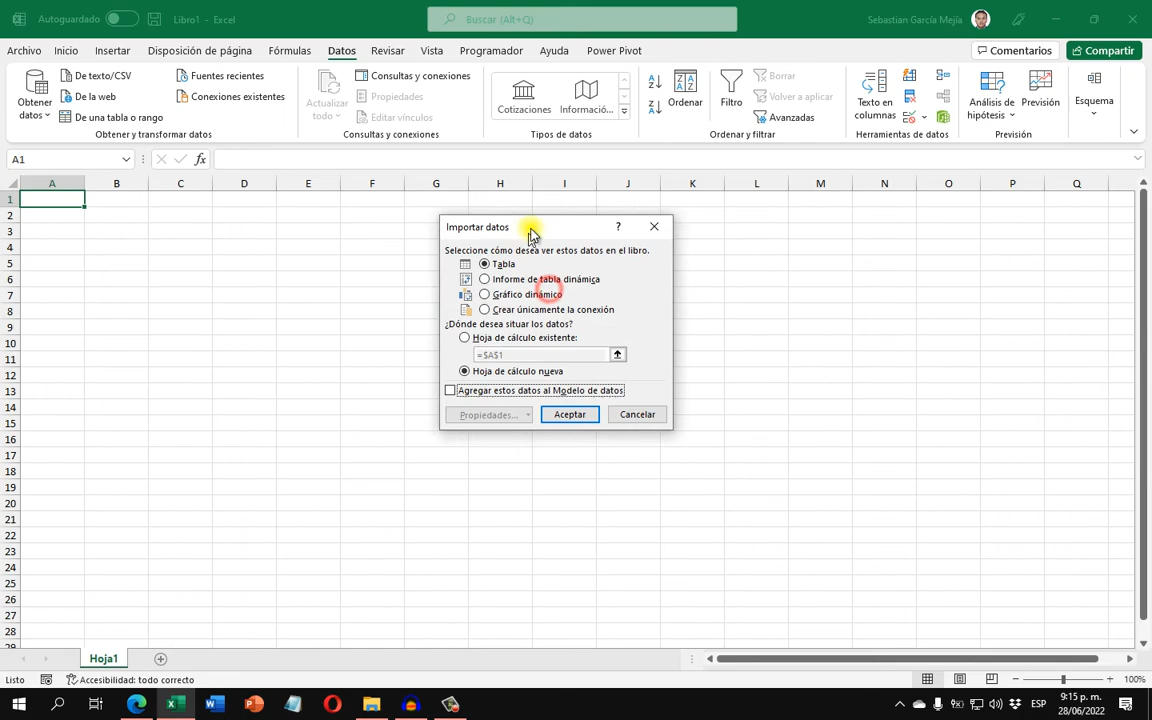 Autoguardado Libro1 - Excel Buscar (Alt+Q) Sebastian García Mejía
Archivo Inicio Insertar Disposición de página Fórmulas Datos Revisar Vista Programador Ayuda Power Pivot Comentarios Compartir
Obtener datos
De texto/CSV
De la web
De una tabla o rango
Fuentes recientes
Conexiones existentes
Obtener y transformar datos
Actualizar todo
Consultas y conexiones
Propiedades
Editar vínculos
Consultas y conexiones
Cotizaciones Informació...
Tipos de datos
Ordenar
Filtro
Borrar
Volver a aplicar
Avanzadas
Ordenar y filtrar
Texto en
columnas
Herramientas de datos
Análisis de
hipótesis
Previsión
Previsión
Esquema
A1 fx
A B C D E F G H I J K L M N O P Q
1
2
3
4
5
6
7
8
9
10
11
12
13
14
15
16
17
18
19
20
21
22
23
24
25
26
27
28
29
Importar datos ?
Seleccione cómo desea ver estos datos en el libro.
Tabla
Informe de tabla dinámica
Gráfico dinámico
Crear únicamente la conexión
¿Dónde desea situar los datos?
Hoja de cálculo existente:
=$A$1
Hoja de cálculo nueva
Agregar estos datos al Modelo de datos
Propiedades... Aceptar Cancelar
Hoja1
Listo Accesibilidad: todo correcto 100%
ESP 9:15 p. m.
28/06/2022